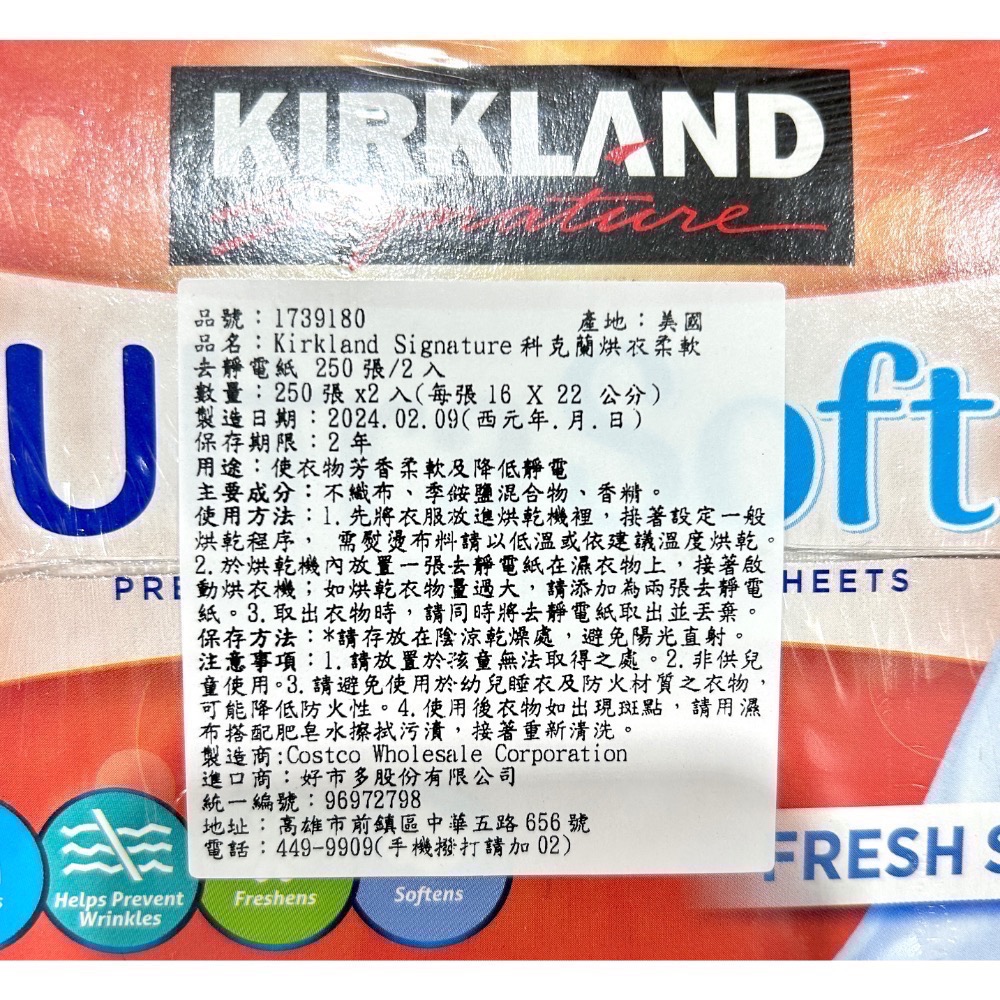 KIRKLAND
Signature
品號：1739180 產地：美國
品名：Kirkland Signature 科克蘭烘衣柔軟
去靜電紙 250 張/2 入
數量：250 張 x2 入(每張 16 X 22 公分)
製造日期：2024.02.09(西元年.月.日)
保存期限：2 年
用途：使衣物芳香柔軟及降低靜電
主要成分：不織布、季銨鹽混合物、香精。
使用方法：1.先將衣服放進烘乾機裡，接著設定一般
烘乾程序， 需熨燙布料請以低溫或依建議溫度烘乾。
2.於烘乾機內放置一張去靜電紙在濕衣物上，接著啟
動烘衣機；如烘乾衣物量過大，請添加為兩張去靜電
紙。3.取出衣物時，請同時將去靜電紙取出並丟棄。
保存方法：*請存放在陰涼乾燥處，避免陽光直射。
注意事項：1.請放置於孩童無法取得之處。2.非供兒
童使用。3.請避免使用於幼兒睡衣及防火材質之衣物，
可能降低防火性。4.使用後衣物如出現斑點，請用濕
布搭配肥皂水擦拭污漬，接著重新清洗。
製造商:Costco Wholesale Corporation
進口商：好市多股份有限公司
統一編號：96972798
地址：高雄市前鎮區中華五路 656 號
電話：449-9909(手機撥打請加 02)
U
oft
PRE
HEETS
Helps Prevent
Wrinkles
Freshens
Softens
FRESH S